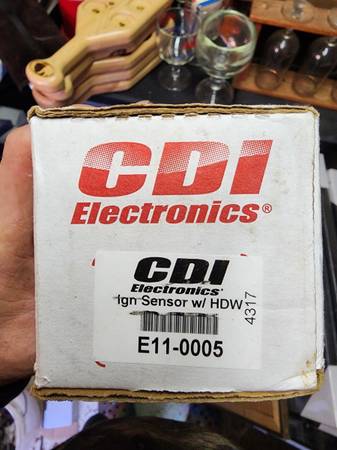 CDI
Electronics®
CDI
Electronics®
Ign Sensor w/ HDW
4317
E11-0005